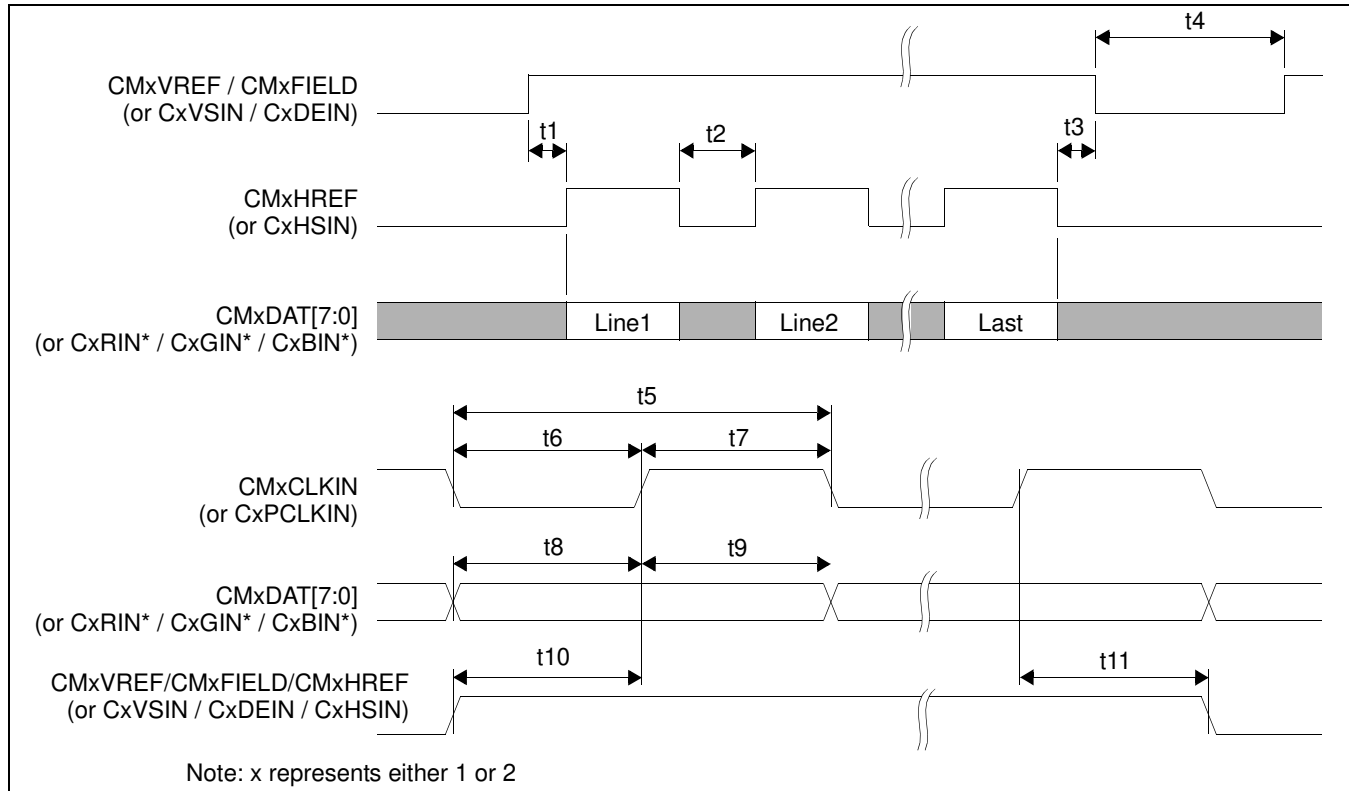 t4
CMxVREF / CMxFIELD
(or CxVSIN / CxDEIN)
t1
t2
t3
CMxHREF
(or CxHSIN)
CMxDAT[7:0]
(or CxRIN* / CxGIN* / CxBIN*)
Line1
Line2
Last
t5
t6
t7
CMxCLKIN
(or CxPCLKIN)
t8
t9
CMxDAT[7:0]
(or CxRIN* / CxGIN* / CxBIN*)
t10
t11
CMxVREF/CMxFIELD/CMxHREF
(or CxVSIN / CxDEIN / CxHSIN)
Note: x represents either 1 or 2